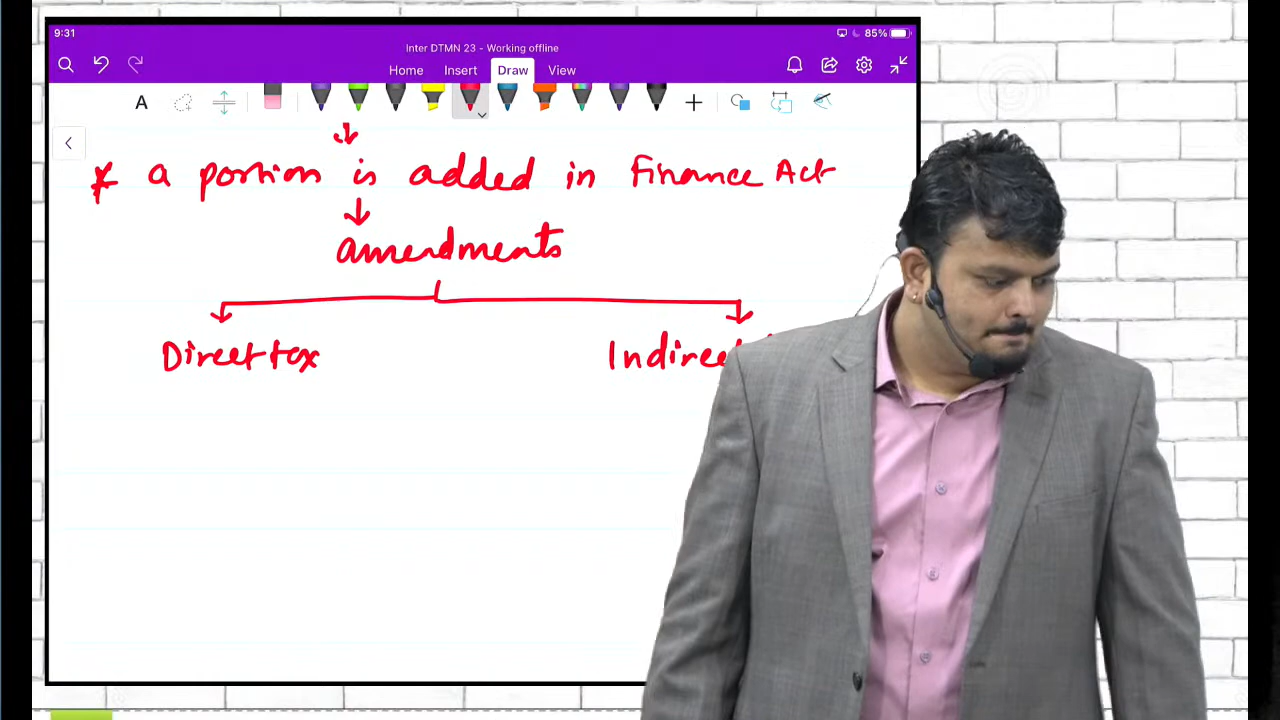 9:31
85%
Inter DTMN 23 - Working offline
Home Insert Draw View
A
* a portion is added in Finance Act
amendments
Direct tax
Indirect